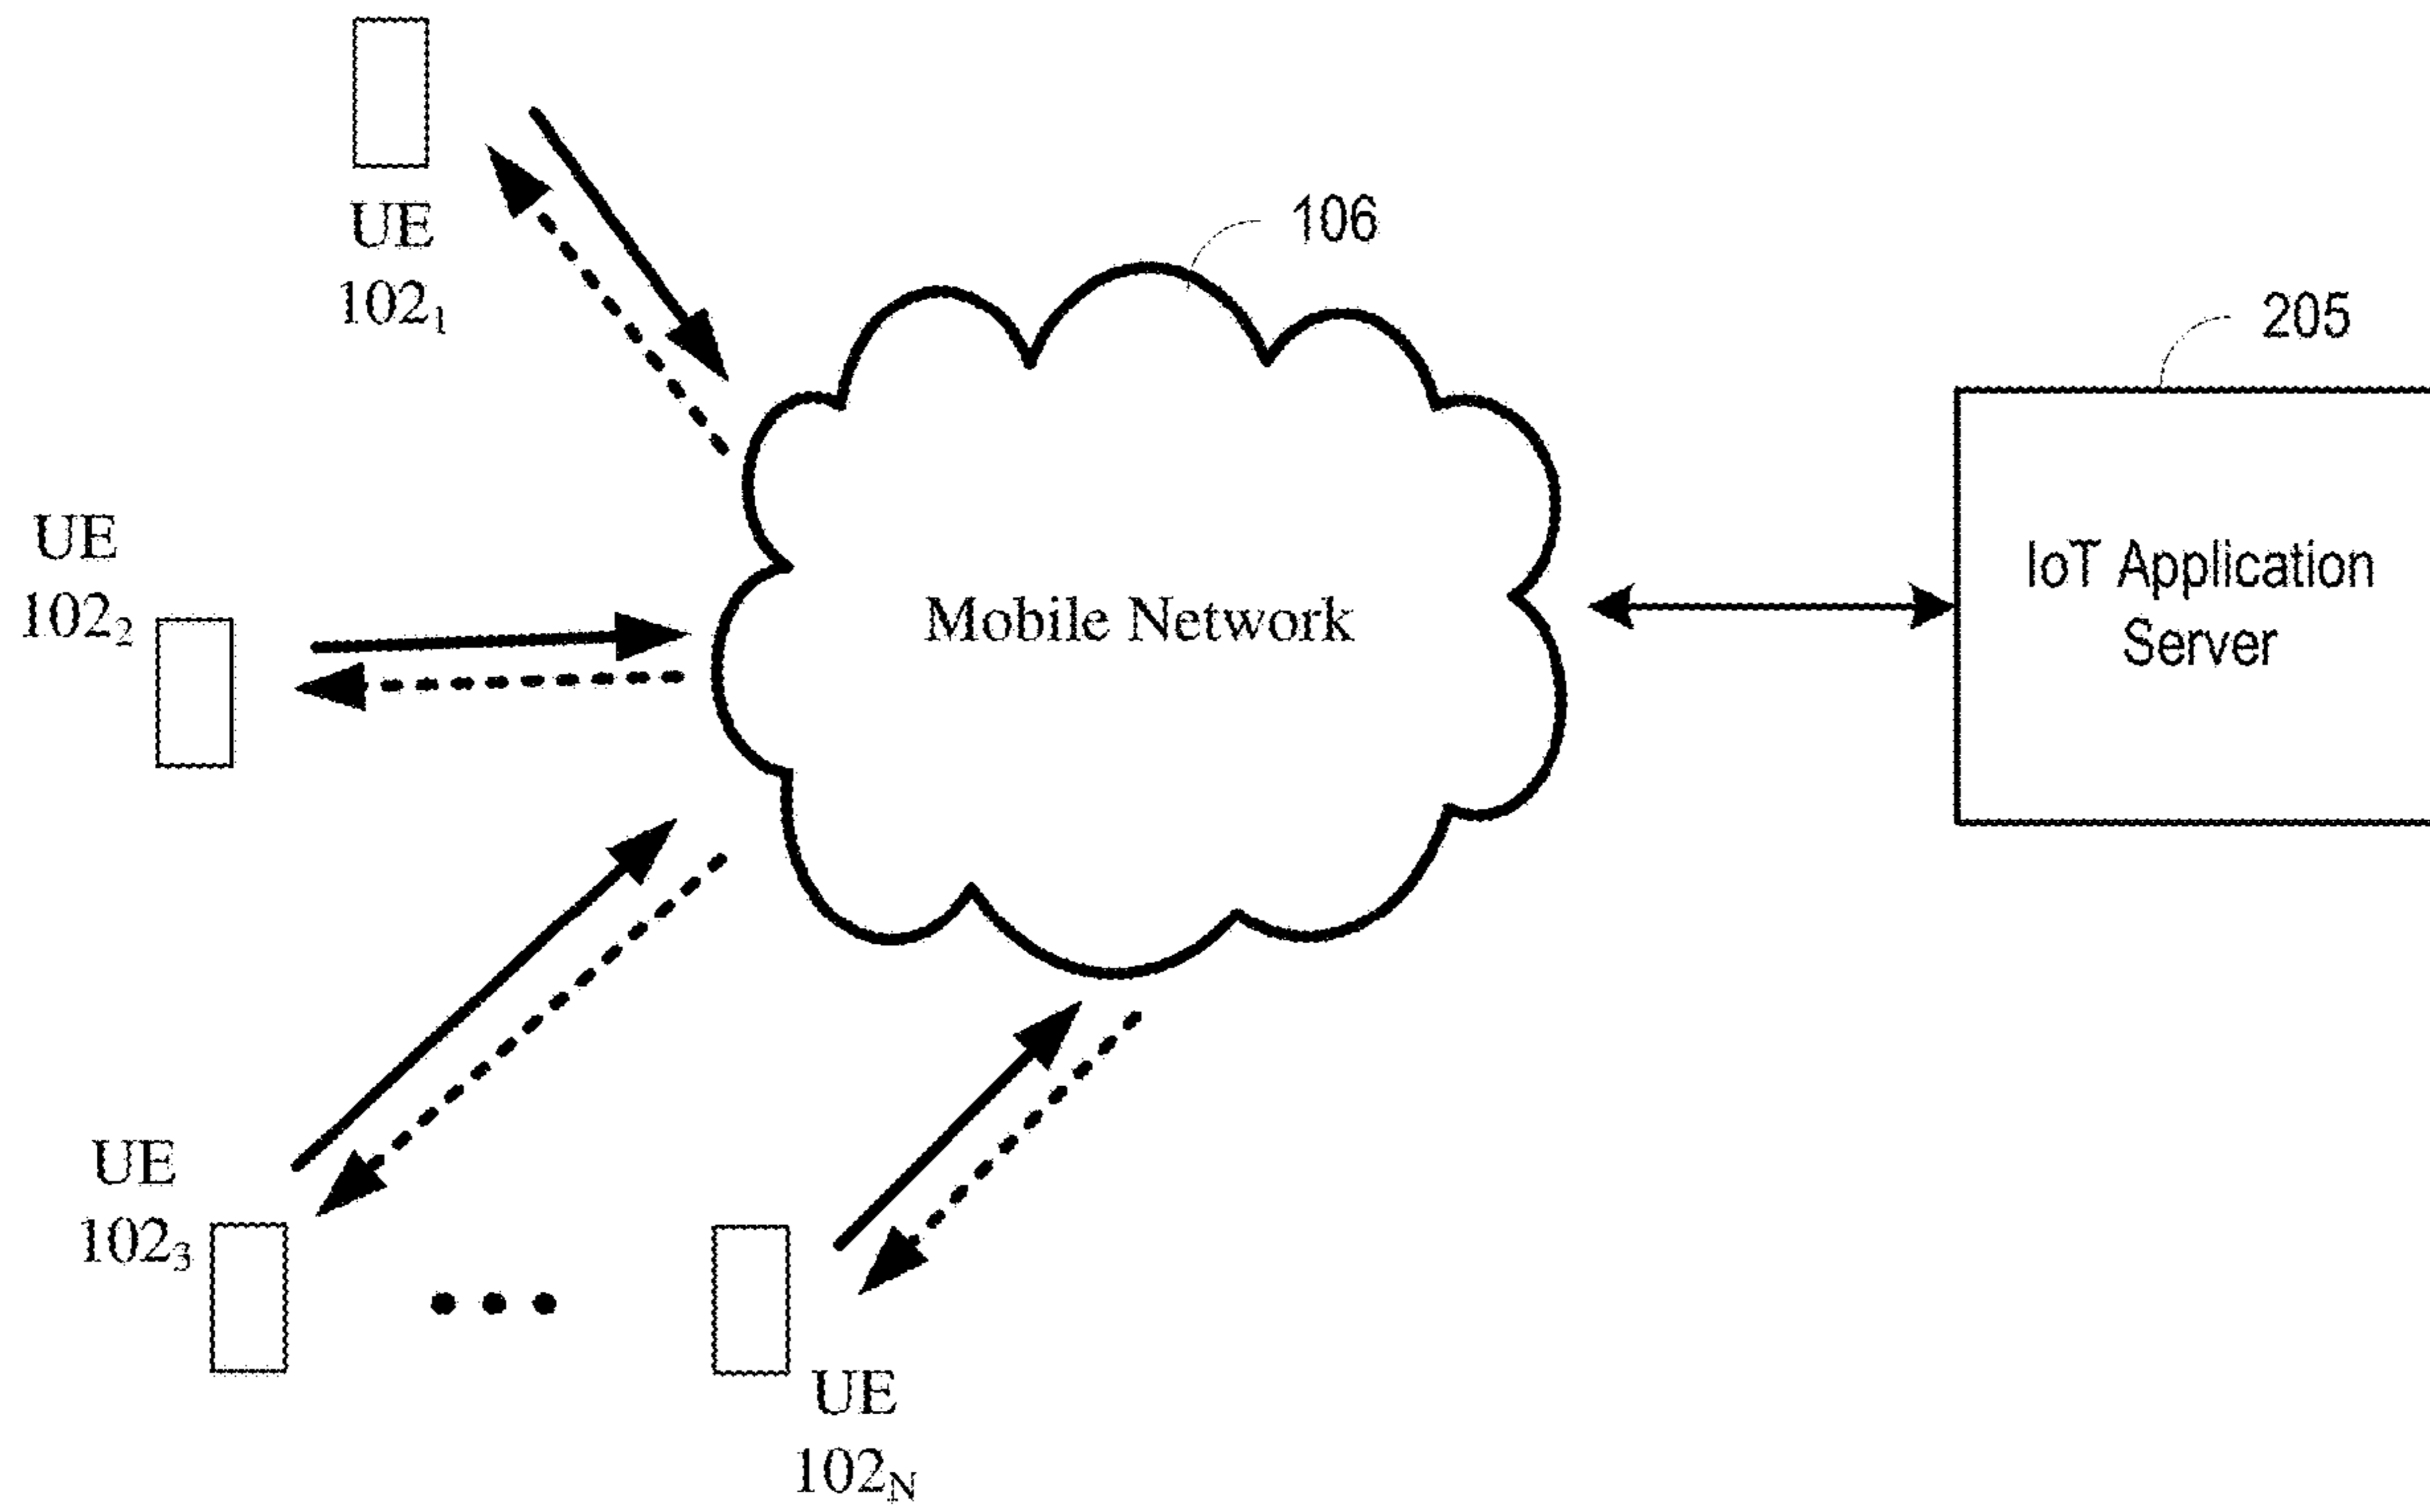 UE
102₁
106
205
UE
102₂
Mobile Network
IoT Application
Server
UE
102₃
UE
102N